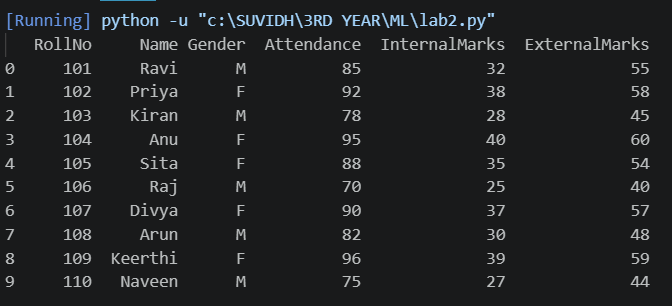 [Running] python -u "c:\SUVIDH\3RD YEAR\ML\lab2.py"
RollNo Name Gender Attendance InternalMarks ExternalMarks
0 101 Ravi M 85 32 55
1 102 Priya F 92 38 58
2 103 Kiran M 78 28 45
3 104 Anu F 95 40 60
4 105 Sita F 88 35 54
5 106 Raj M 70 25 40
6 107 Divya F 90 37 57
7 108 Arun M 82 30 48
8 109 Keerthi F 96 39 59
9 110 Naveen M 75 27 44